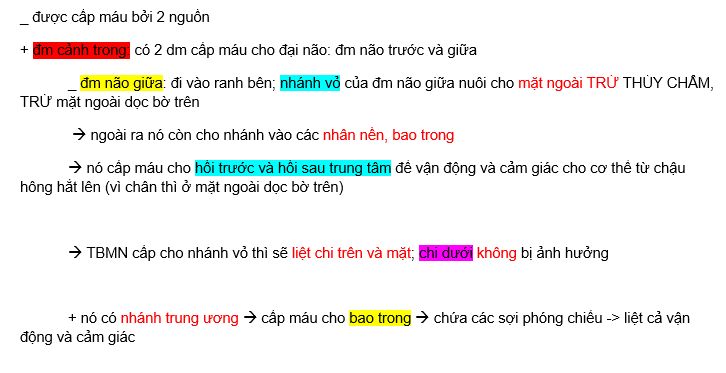 _ được cấp máu bởi 2 nguồn
+ đm cảnh trong: có 2 dm cấp máu cho đại não: đm não trước và giữa
_ đm não giữa: đi vào ranh bên; nhánh vỏ của đm não giữa nuôi cho mặt ngoài TRỪ THÙY CHẨM,
TRỪ mặt ngoài dọc bờ trên
→ ngoài ra nó còn cho nhánh vào các nhân nền, bao trong
→ nó cấp máu cho hồi trước và hồi sau trung tâm để vận động và cảm giác cho cơ thể từ chậu
hông hắt lên (vì chân thì ở mặt ngoài dọc bờ trên)
→ TBMN cấp cho nhánh vỏ thì sẽ liệt chi trên và mặt; chi dưới không bị ảnh hưởng
+ nó có nhánh trung ương → cấp máu cho bao trong → chứa các sợi phóng chiếu -> liệt cả vận
động và cảm giác